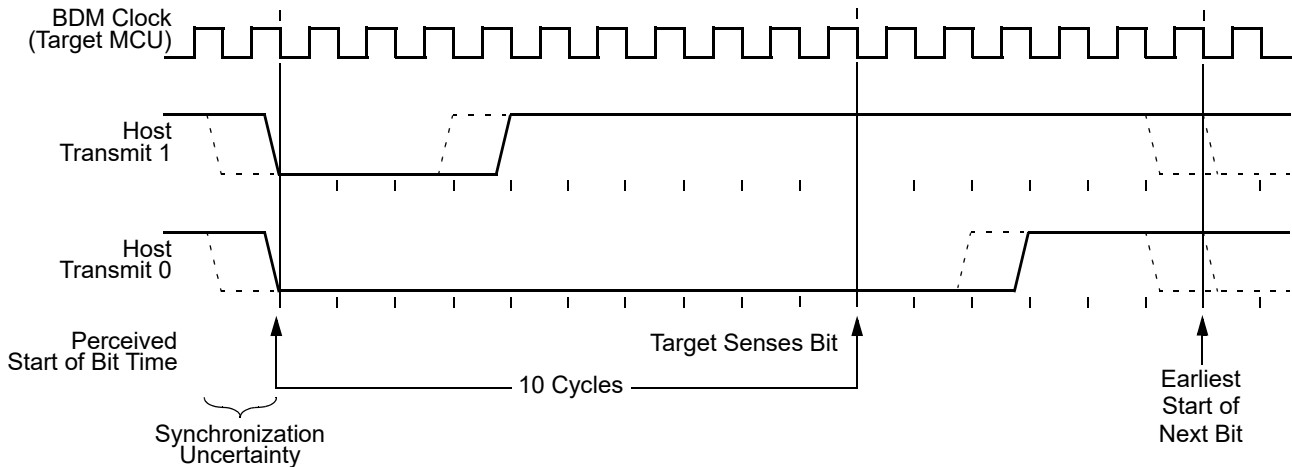 BDM Clock
(Target MCU)
Host
Transmit 1
Host
Transmit 0
Perceived
Start of Bit Time
Target Senses Bit
10 Cycles
Earliest
Start of
Next Bit
Synchronization
Uncertainty